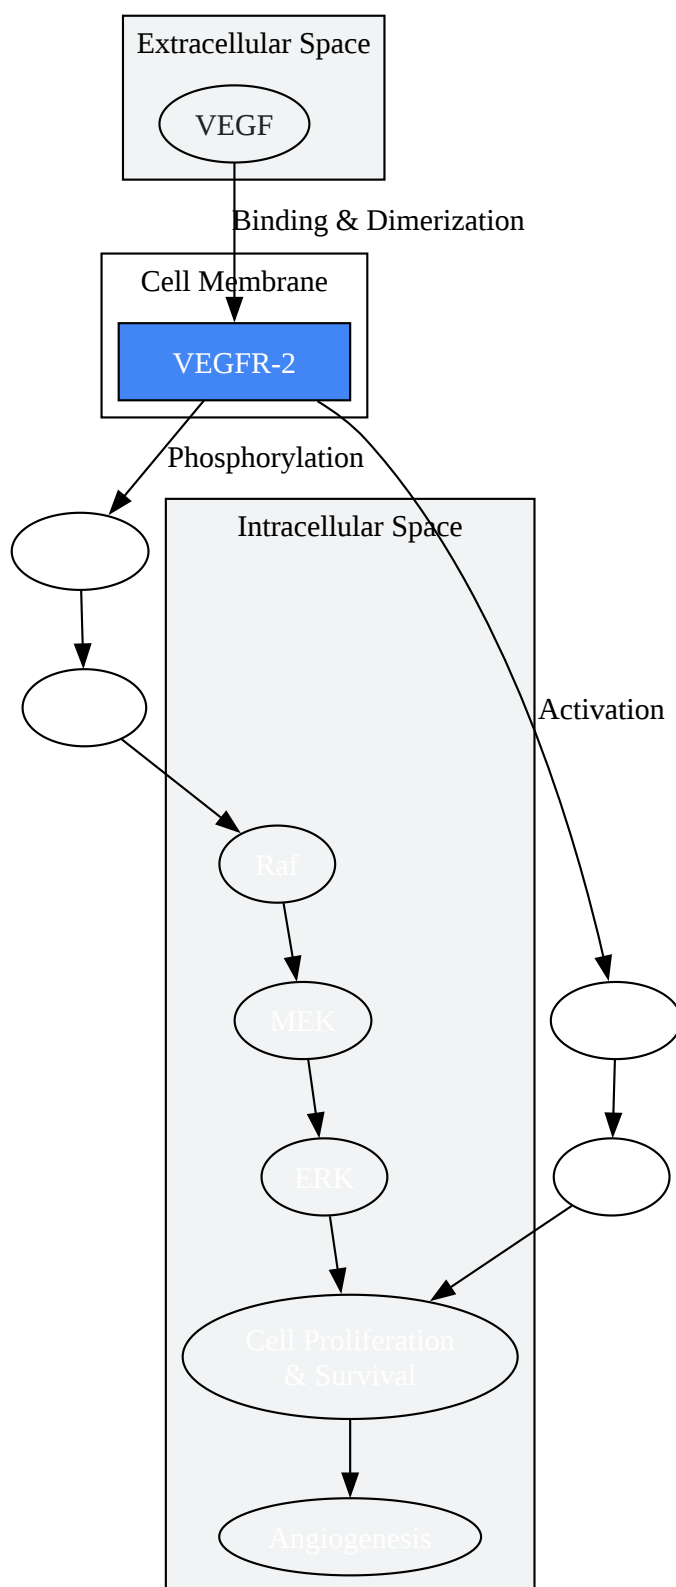 Extracellular Space
VEGF
Binding & Dimerization
Cell Membrane
VEGFR-2
Phosphorylation
Intracellular Space
Activation
Raf
MEK
ERK
Cell Proliferation
& Survival
Angiogenesis